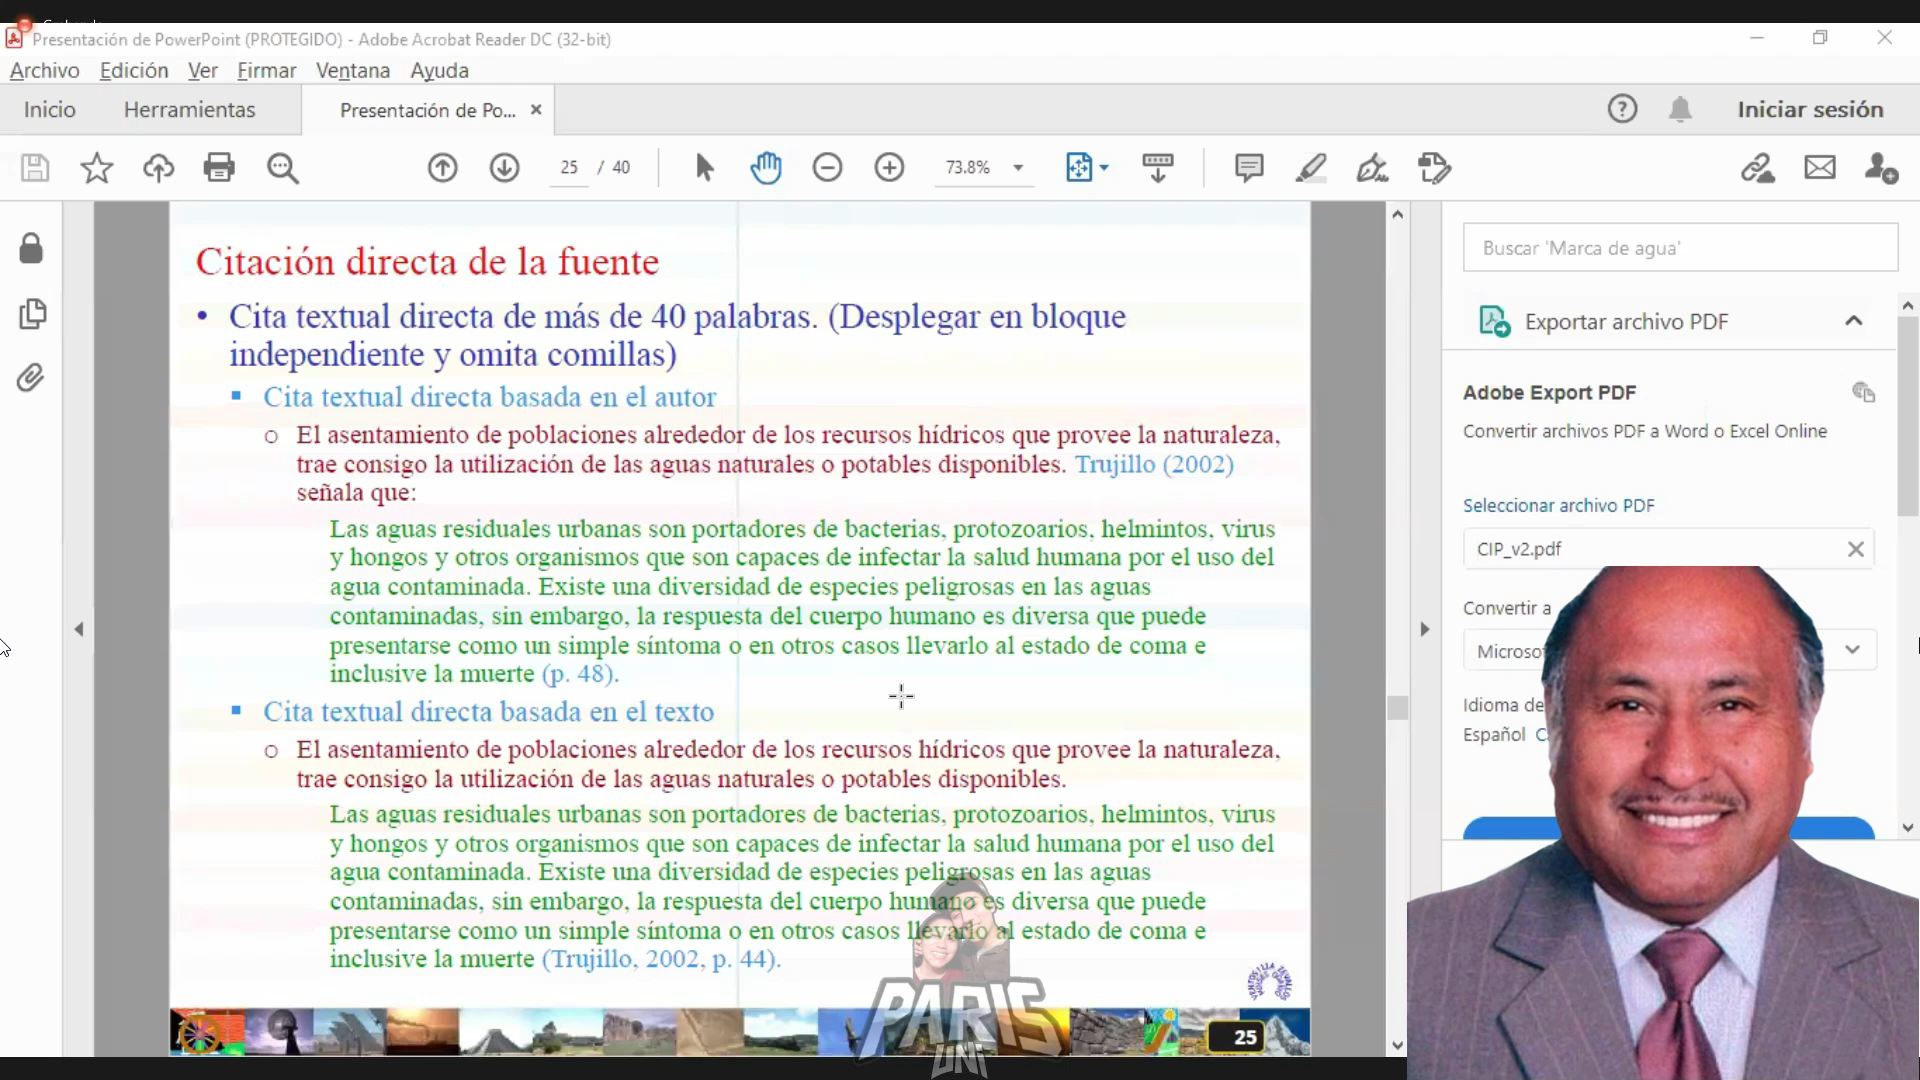 Presentación de PowerPoint (PROTEGIDO) - Adobe Acrobat Reader DC (32-bit)
Archivo Edición Ver Firmar Ventana Ayuda
Inicio Herramientas Presentación de Po... Iniciar sesión
25 / 40 73.8%
Citación directa de la fuente
• Cita textual directa de más de 40 palabras. (Desplegar en bloque
independiente y omita comillas)
▪ Cita textual directa basada en el autor
o El asentamiento de poblaciones alrededor de los recursos hídricos que provee la naturaleza,
trae consigo la utilización de las aguas naturales o potables disponibles. Trujillo (2002)
señala que:
Las aguas residuales urbanas son portadores de bacterias, protozoarios, helmintos, virus
y hongos y otros organismos que son capaces de infectar la salud humana por el uso del
agua contaminada. Existe una diversidad de especies peligrosas en las aguas
contaminadas, sin embargo, la respuesta del cuerpo humano es diversa que puede
presentarse como un simple síntoma o en otros casos llevarlo al estado de coma e
inclusive la muerte (p. 48).
▪ Cita textual directa basada en el texto
o El asentamiento de poblaciones alrededor de los recursos hídricos que provee la naturaleza,
trae consigo la utilización de las aguas naturales o potables disponibles.
Las aguas residuales urbanas son portadores de bacterias, protozoarios, helmintos, virus
y hongos y otros organismos que son capaces de infectar la salud humana por el uso del
agua contaminada. Existe una diversidad de especies peligrosas en las aguas
contaminadas, sin embargo, la respuesta del cuerpo humano es diversa que puede
presentarse como un simple síntoma o en otros casos llevarlo al estado de coma e
inclusive la muerte (Trujillo, 2002, p. 44).
PARIS
UNi
25
Buscar 'Marca de agua'
Exportar archivo PDF
Adobe Export PDF
Convertir archivos PDF a Word o Excel Online
Seleccionar archivo PDF
CIP_v2.pdf
Convertir a
Microso
Idioma de
Español